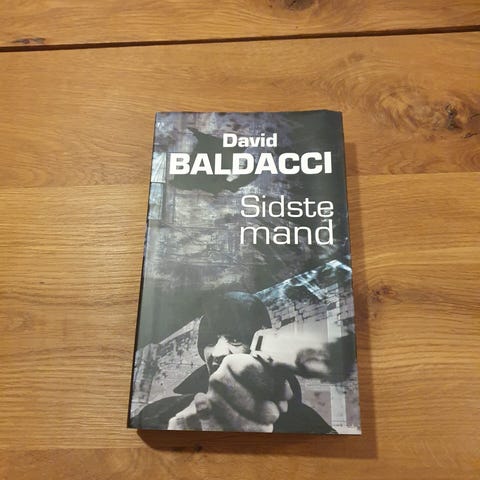 David
BALDACCI
Sidste
mand